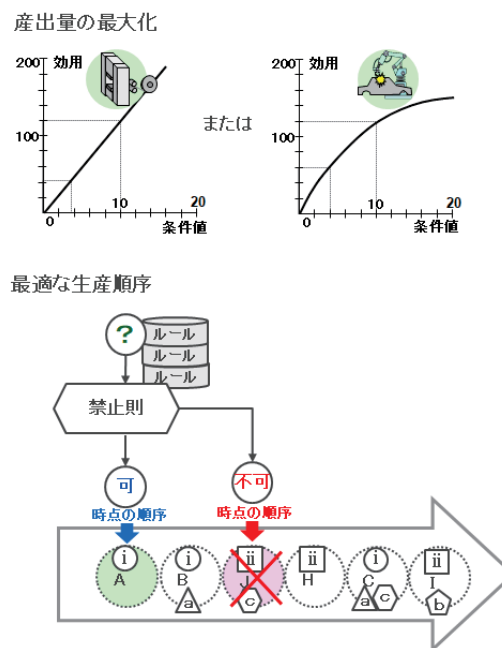 産出量の最大化
200 効用
100
0
10
20
条件値
または
200 効用
100
0
10
20
条件値
最適な生産順序
?
ルール
ルール
ルール
禁止則
可
不可
時点の順序
時点の順序
i
A
i
B
a
ii
J
c
ii
H
i
C
a
c
ii
I
b